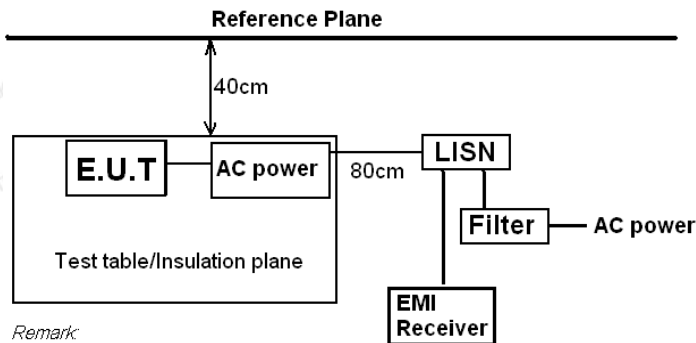 Reference Plane
40cm
E.U.T
AC power
80cm
LISN
Filter
AC power
Test table/Insulation plane
EMI
Receiver
Remark: